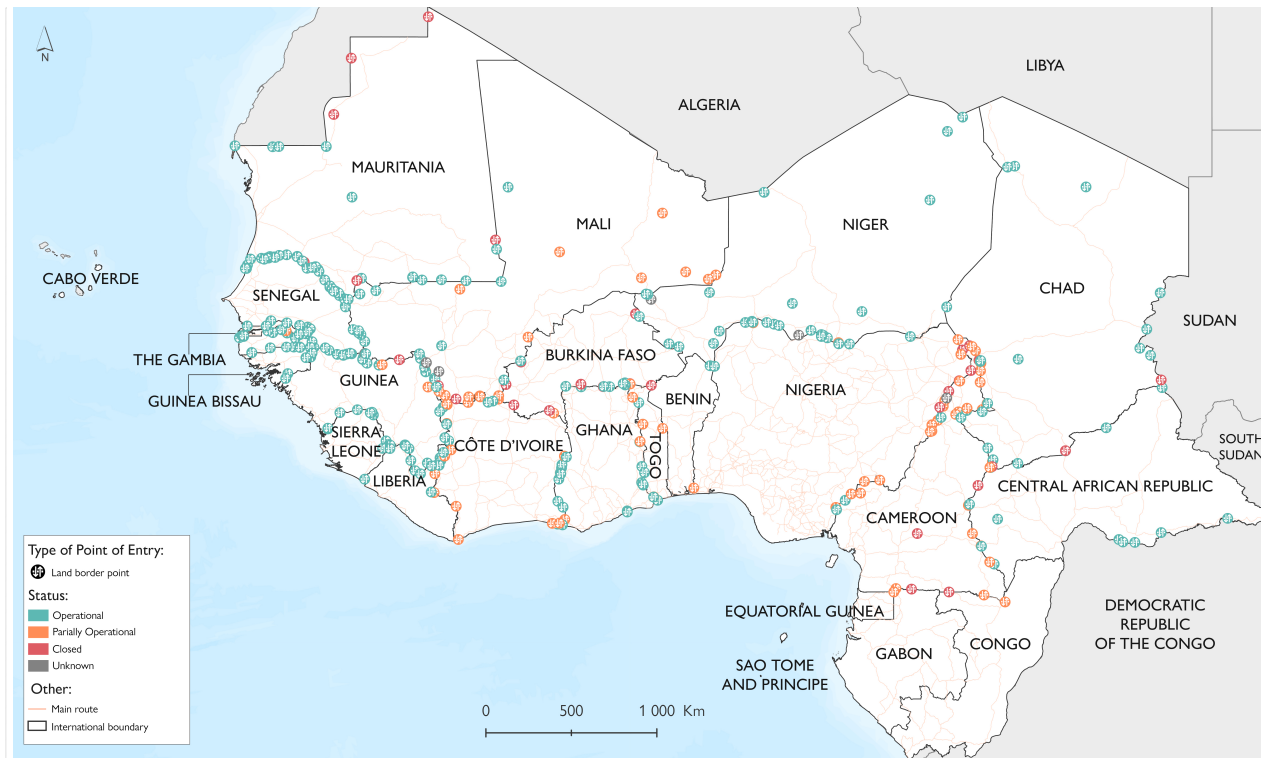 N
LIBYA
ALGERIA
MAURITANIA
MALI
NIGER
CABO VERDE
SENEGAL
CHAD
SUDAN
THE GAMBIA
BURKINA FASO
GUINEA
NIGERIA
GUINEA BISSAU
BENIN
SIERRA
LEONE
CÔTE D'IVOIRE
GHANA
TOGO
SOUTH
SUDAN
LIBERIA
CENTRAL AFRICAN REPUBLIC
CAMEROON
EQUATORIAL GUINEA
DEMOCRATIC
REPUBLIC
OF THE CONGO
GABON
CONGO
SAO TOME
AND PRINCIPE
Type of Point of Entry:
Land border point
Status:
Operational
Parially Operational
Closed
Unknown
Other:
Main route
International boundary
0 500 1 000 Km